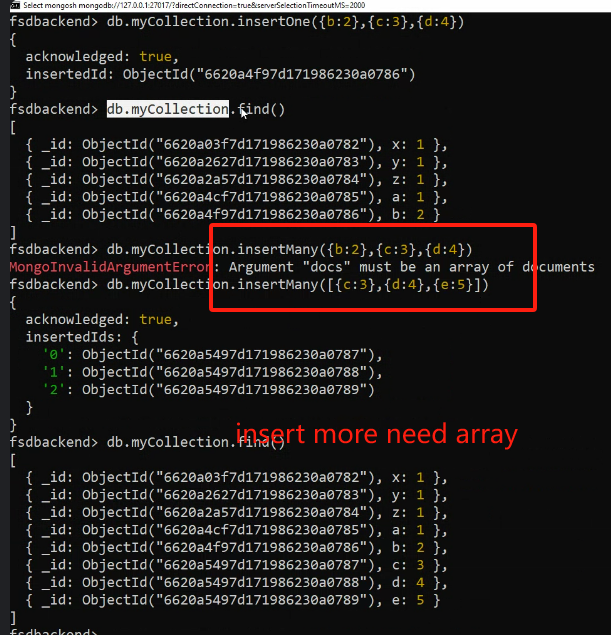 Select mongosh mongodb://127.0.0.1:27017/?directConnection=true&serverSelectionTimeoutMS=2000
fsdbackend> db.myCollection.insertOne({b:2},{c:3},{d:4})
{
acknowledged: true,
insertedId: ObjectId("6620a4f97d171986230a0786")
}
fsdbackend> db.myCollection.find()
[
{ _id: ObjectId("6620a03f7d171986230a0782"), x: 1 },
{ _id: ObjectId("6620a2627d171986230a0783"), y: 1 },
{ _id: ObjectId("6620a2a57d171986230a0784"), z: 1 },
{ _id: ObjectId("6620a4cf7d171986230a0785"), a: 1 },
{ _id: ObjectId("6620a4f97d171986230a0786"), b: 2 }
]
fsdbackend> db.myCollection.insertMany({b:2},{c:3},{d:4})
MongoInvalidArgumentError: Argument "docs" must be an array of documents
fsdbackend> db.myCollection.insertMany([{c:3},{d:4},{e:5}])
{
acknowledged: true,
insertedIds: {
'0': ObjectId("6620a5497d171986230a0787"),
'1': ObjectId("6620a5497d171986230a0788"),
'2': ObjectId("6620a5497d171986230a0789")
}
}
insert more need array
fsdbackend> db.myCollection.find()
[
{ _id: ObjectId("6620a03f7d171986230a0782"), x: 1 },
{ _id: ObjectId("6620a2627d171986230a0783"), y: 1 },
{ _id: ObjectId("6620a2a57d171986230a0784"), z: 1 },
{ _id: ObjectId("6620a4cf7d171986230a0785"), a: 1 },
{ _id: ObjectId("6620a4f97d171986230a0786"), b: 2 },
{ _id: ObjectId("6620a5497d171986230a0787"), c: 3 },
{ _id: ObjectId("6620a5497d171986230a0788"), d: 4 },
{ _id: ObjectId("6620a5497d171986230a0789"), e: 5 }
]
fsdbackend>